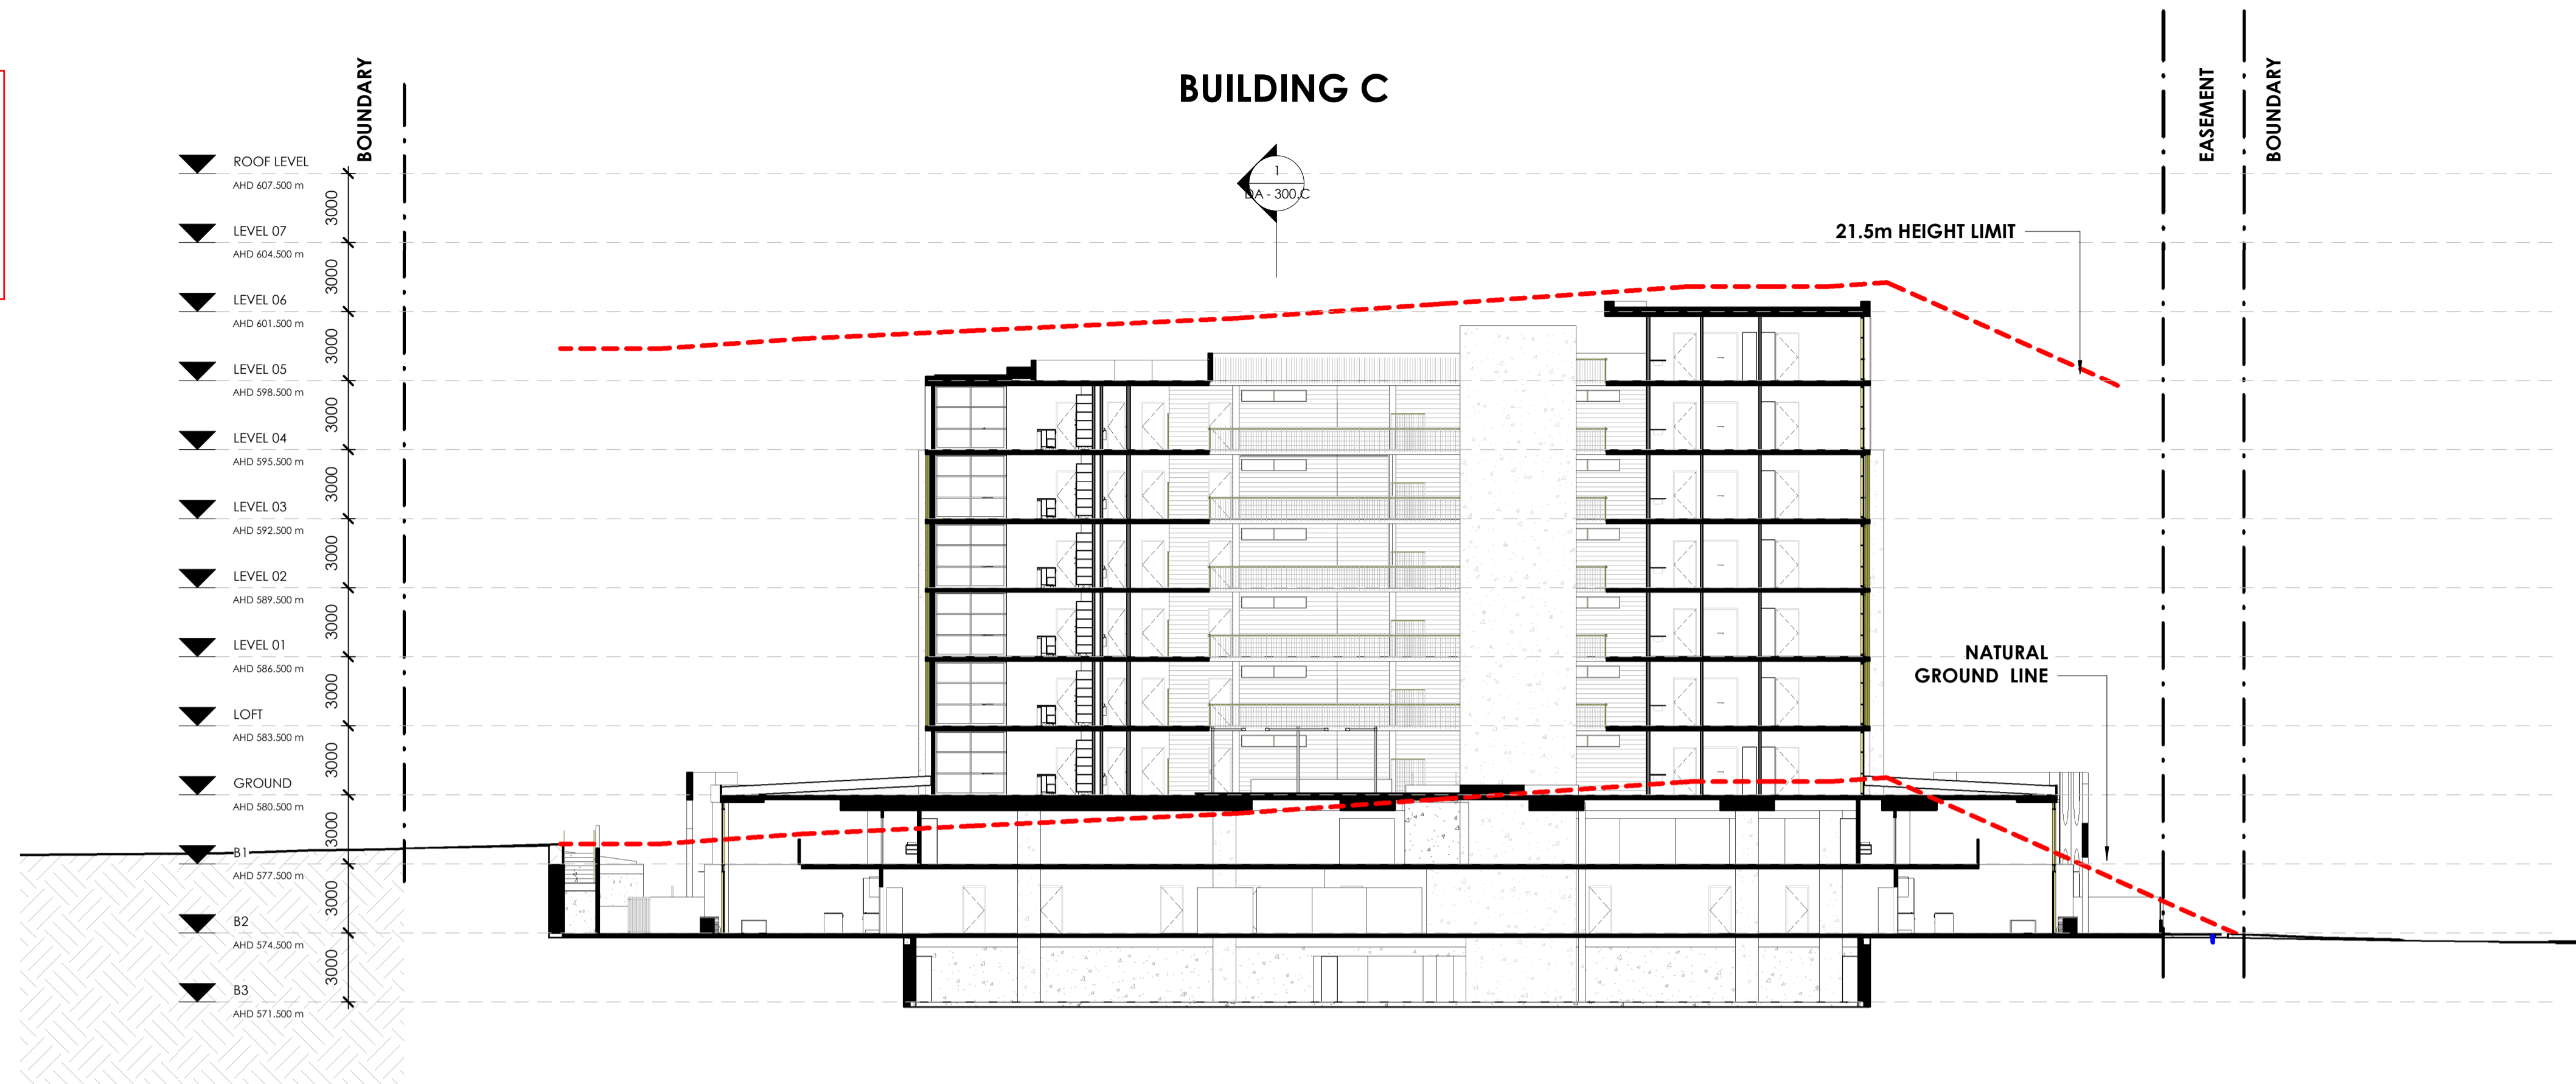 BUILDING C
BOUNDARY
EASEMENT
BOUNDARY
1
DA - 300.C
ROOF LEVEL
AHD 607.500 m
3000
LEVEL 07
AHD 604.500 m
3000
LEVEL 06
AHD 601.500 m
3000
LEVEL 05
AHD 598.500 m
3000
LEVEL 04
AHD 595.500 m
3000
LEVEL 03
AHD 592.500 m
3000
LEVEL 02
AHD 589.500 m
3000
LEVEL 01
AHD 586.500 m
3000
LOFT
AHD 583.500 m
3000
GROUND
AHD 580.500 m
3000
B1
AHD 577.500 m
3000
B2
AHD 574.500 m
3000
B3
AHD 571.500 m
21.5m HEIGHT LIMIT
NATURAL
GROUND LINE